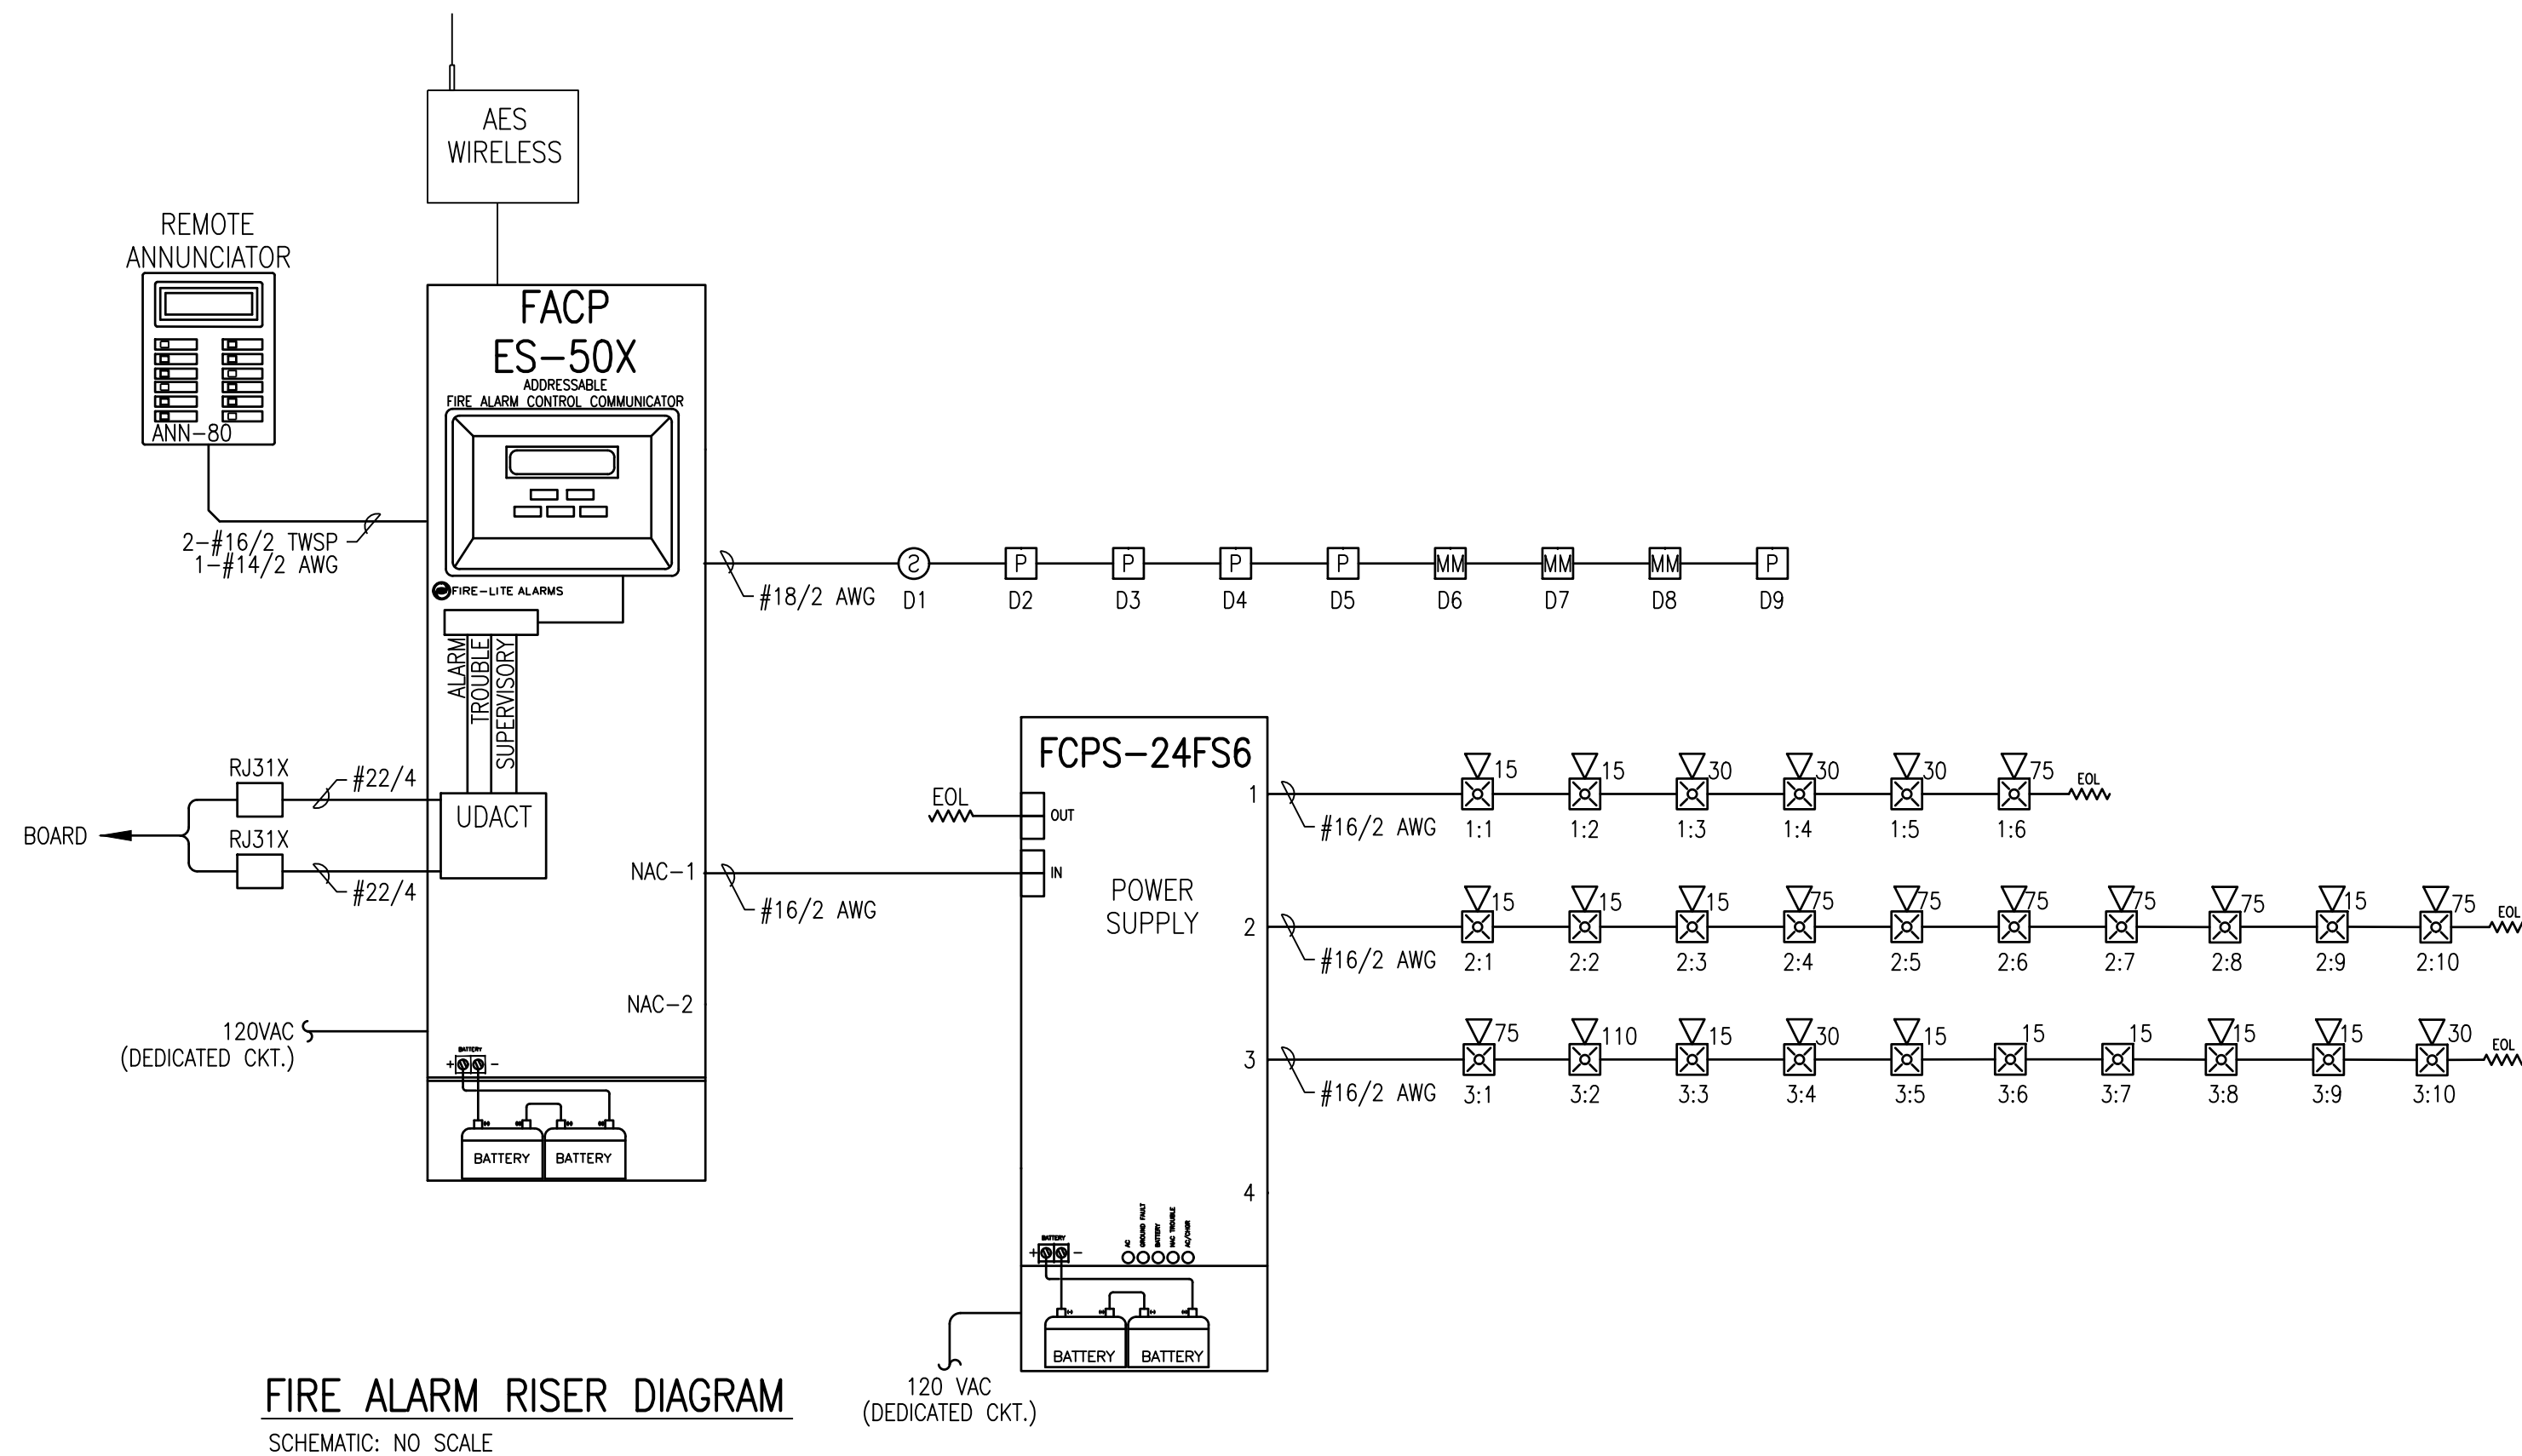 AES
WIRELESS
REMOTE
ANNUNCIATOR
ANN-80
2-#16/2 TWSP
1-#14/2 AWG
FACP
ES-50X
ADDRESSABLE
FIRE ALARM CONTROL COMMUNICATOR
FIRE-LITE ALARMS
ALARM
TROUBLE
SUPERVISORY
UDACT
RJ31X
#22/4
BOARD
RJ31X
#22/4
NAC-1
NAC-2
120VAC
(DEDICATED CKT.)
BATTERY
+ -
BATTERY BATTERY
#18/2 AWG
P P P P MM MM MM P
D1 D2 D3 D4 D5 D6 D7 D8 D9
#16/2 AWG
FCPS-24FS6
EOL
OUT
IN
POWER
SUPPLY
1
#16/2 AWG
15 15 30 30 30 75 EOL
1:1 1:2 1:3 1:4 1:5 1:6
2
#16/2 AWG
15 15 15 75 75 75 75 75 15 75 EOL
2:1 2:2 2:3 2:4 2:5 2:6 2:7 2:8 2:9 2:10
3
#16/2 AWG
75 110 15 30 15 15 15 15 15 30 EOL
3:1 3:2 3:3 3:4 3:5 3:6 3:7 3:8 3:9 3:10
4
AC
GROUND FAULT
BATTERY
NAC TROUBLE
AC/CHGR
BATTERY
+ -
BATTERY BATTERY
120 VAC
(DEDICATED CKT.)
FIRE ALARM RISER DIAGRAM
SCHEMATIC: NO SCALE